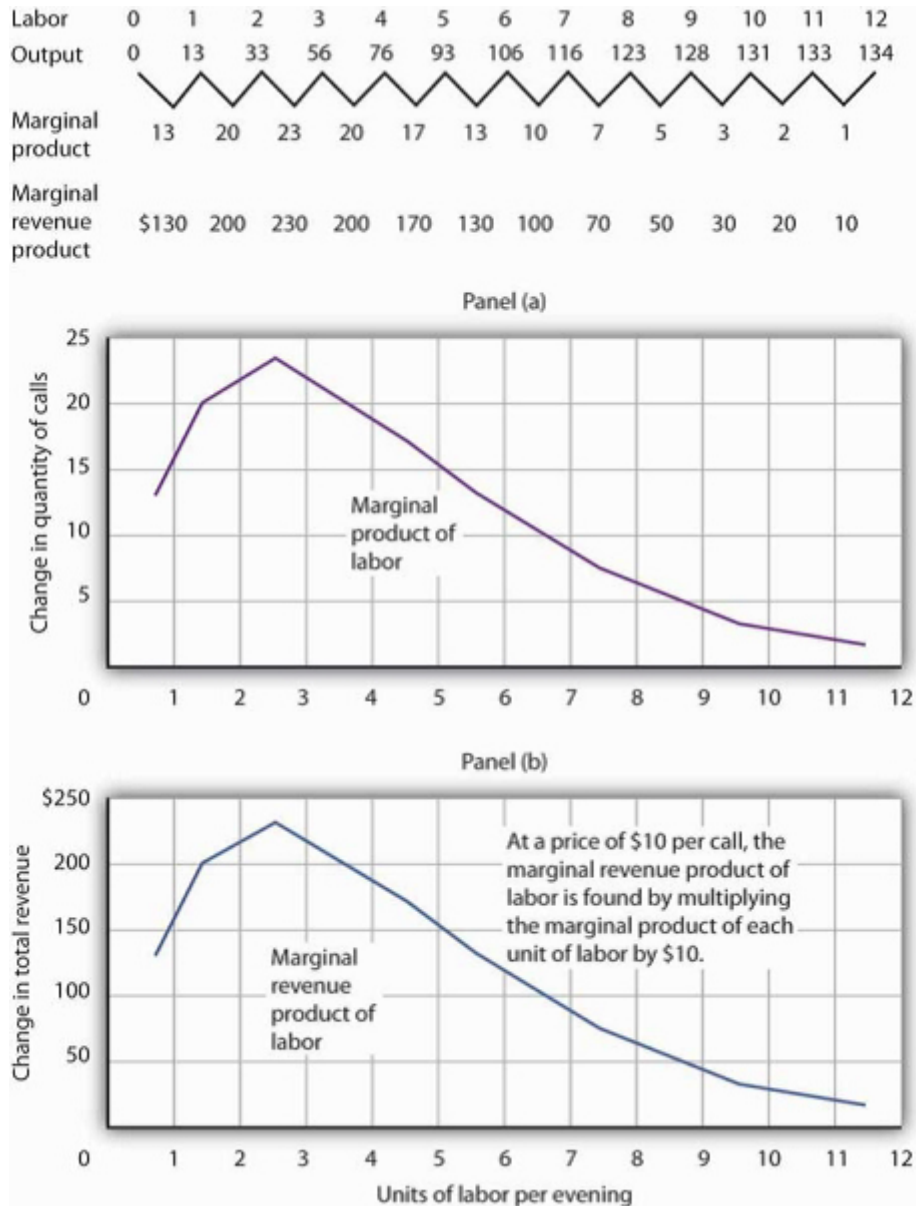 Labor 0 1 2 3 4 5 6 7 8 9 10 11 12
Output 0 13 33 56 76 93 106 116 123 128 131 133 134
Marginal
product
13 20 23 20 17 13 10 7 5 3 2 1
Marginal
revenue
product
$130 200 230 200 170 130 100 70 50 30 20 10
Panel (a)
Change in quantity of calls
25
20
15
10
5
0 1 2 3 4 5 6 7 8 9 10 11 12
Marginal
product of
labor
Panel (b)
Change in total revenue
$250
200
150
100
50
0 1 2 3 4 5 6 7 8 9 10 11 12
At a price of $10 per call, the
marginal revenue product of
labor is found by multiplying
the marginal product of each
unit of labor by $10.
Marginal
revenue
product of
labor
Units of labor per evening